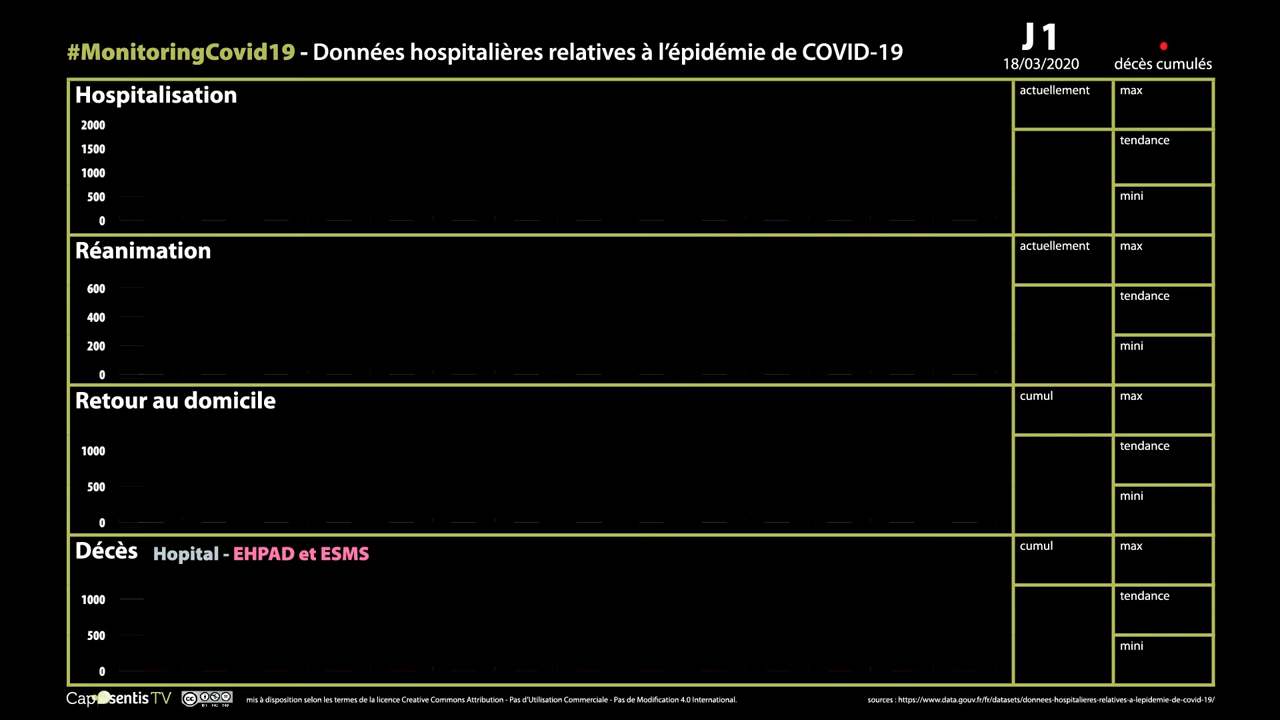 J1
#MonitoringCovid19 - Données hospitalières relatives à l'épidémie de COVID-19
18/03/2020
décès cumulés
Hospitalisation
actuellement
max
2000
1500
1000
500
0
tendance
mini
Réanimation
actuellement
max
600
400
200
0
tendance
mini
Retour au domicile
cumul
max
1000
500
0
tendance
mini
Décès Hopital - EHPAD et ESMS
cumul
max
1000
500
0
tendance
mini
mis à disposition selon les termes de la licence Creative Commons Attribution - Pas d'Utilisation Commerciale - Pas de Modification 4.0 International.
sources : https://www.data.gouv.fr/fr/datasets/donnees-hospitalieres-relatives-a-lepidemie-de-covid-19/